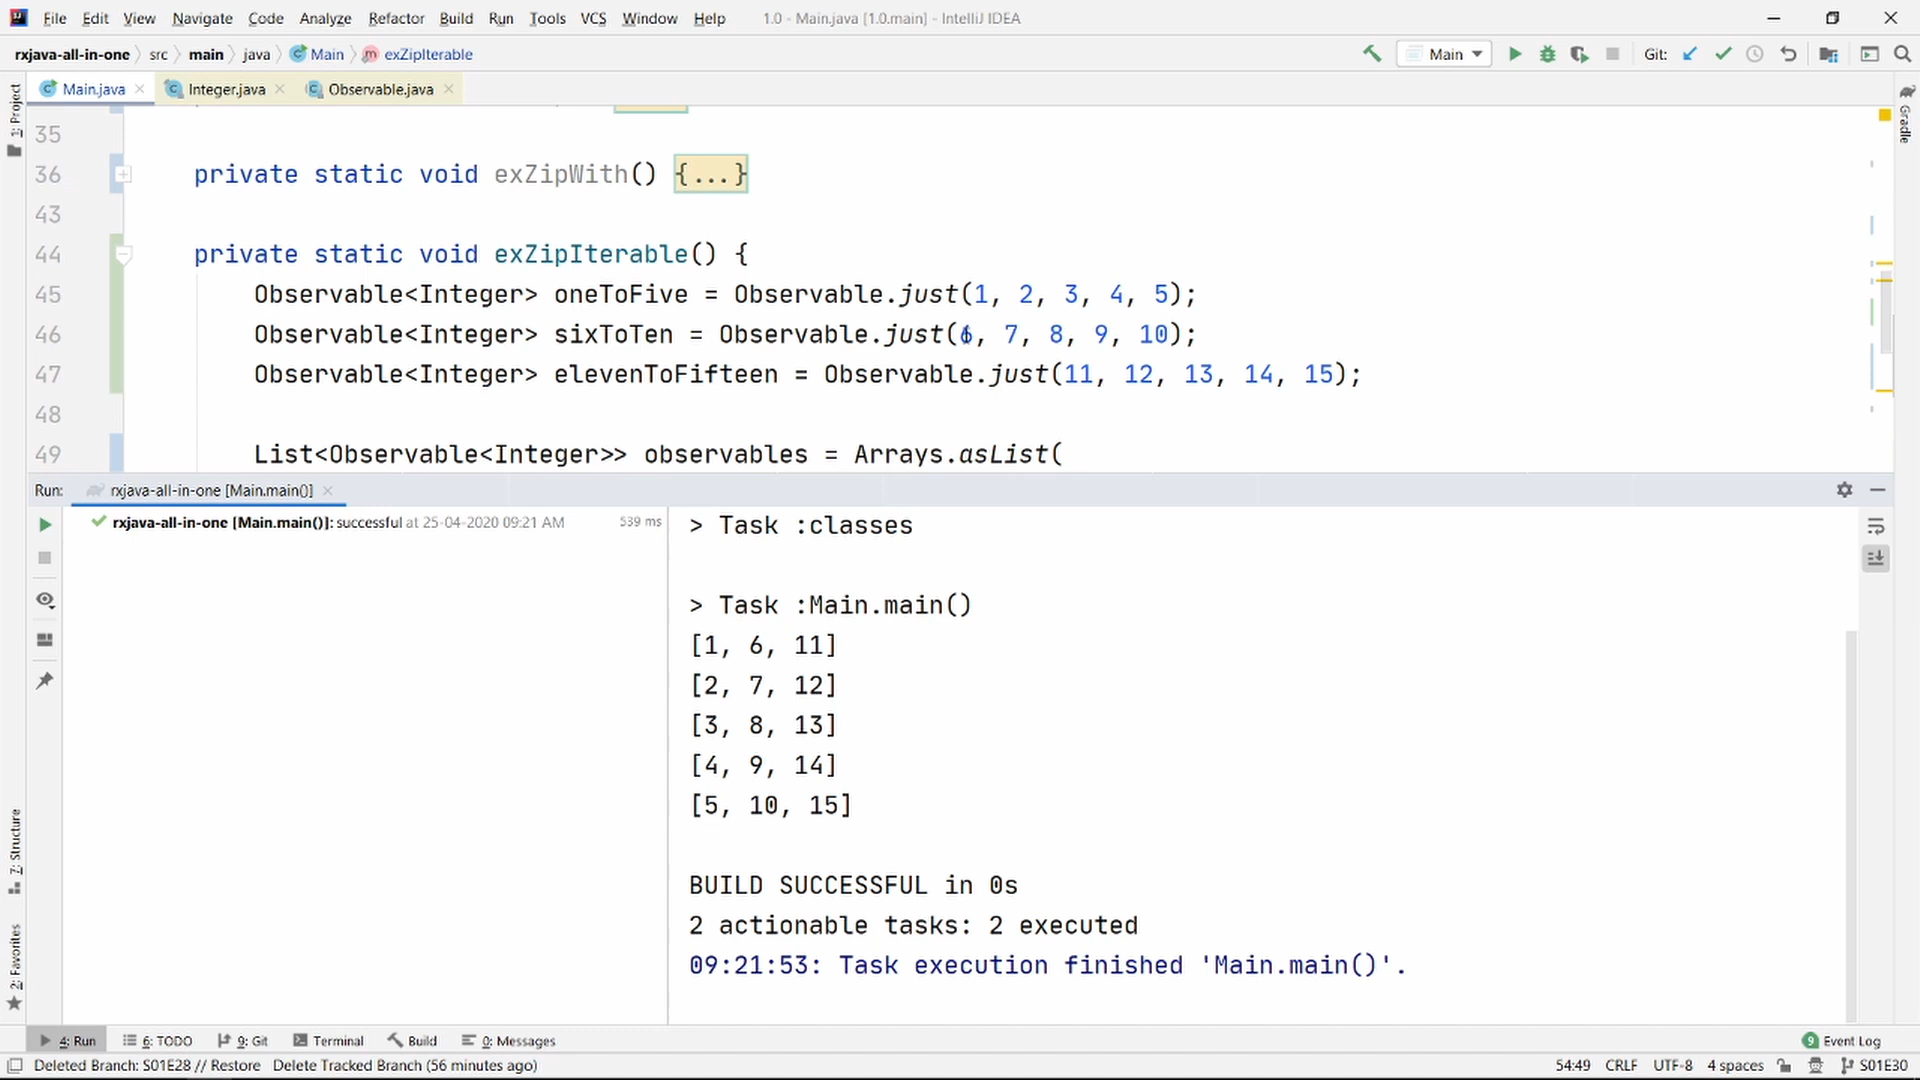 File Edit View Navigate Code Analyze Refactor Build Run Tools VCS Window Help 1.0 - Main.java [1.0.main] - IntelliJ IDEA
rxjava-all-in-one src main java Main exZipIterable Main Git:
Main.java Integer.java Observable.java
1: Project
Gradle
35
36 private static void exZipWith() {...}
43
44 private static void exZipIterable() {
45 Observable<Integer> oneToFive = Observable.just(1, 2, 3, 4, 5);
46 Observable<Integer> sixToTen = Observable.just(6, 7, 8, 9, 10);
47 Observable<Integer> elevenToFifteen = Observable.just(11, 12, 13, 14, 15);
48
49 List<Observable<Integer>> observables = Arrays.asList(
Run: rxjava-all-in-one [Main.main()]
rxjava-all-in-one [Main.main()]: successful at 25-04-2020 09:21 AM 539 ms
> Task :classes
> Task :Main.main()
[1, 6, 11]
[2, 7, 12]
[3, 8, 13]
[4, 9, 14]
[5, 10, 15]
BUILD SUCCESSFUL in 0s
2 actionable tasks: 2 executed
09:21:53: Task execution finished 'Main.main()'.
7: Structure
2: Favorites
4: Run 6: TODO 9: Git Terminal Build 0: Messages 9 Event Log
Deleted Branch: S01E28 // Restore Delete Tracked Branch (56 minutes ago) 54:49 CRLF UTF-8 4 spaces S01E30